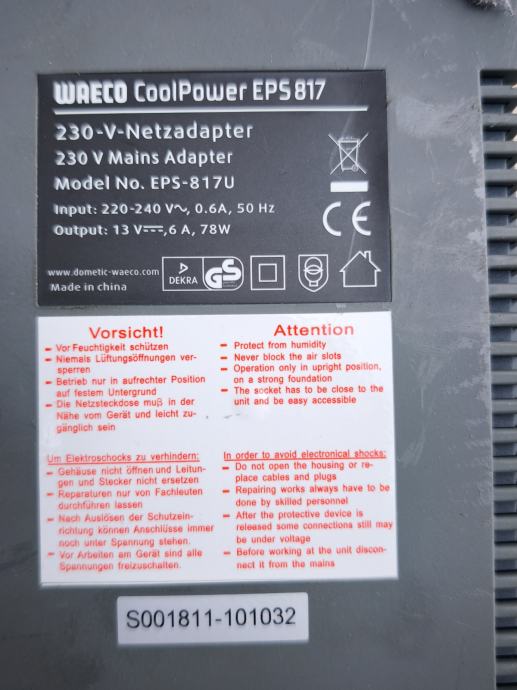 WAECO CoolPower EPS 817
230-V-Netzadapter
230 V Mains Adapter
Model No. EPS-817U
Input: 220-240 V~, 0.6A, 50 Hz
Output: 13 V⎓,6 A, 78W
CE
www.dometic-waeco.com
Made in china
DEKRA
GS
Vorsicht!
– Vor Feuchtigkeit schützen
– Niemals Lüftungsöffnungen ver-
sperren
– Betrieb nur in aufrechter Position
auf festem Untergrund
– Die Netzsteckdose muß in der
Nähe vom Gerät und leicht zu-
gänglich sein
Um Elektroschocks zu verhindern:
– Gehäuse nicht öffnen und Leitun-
gen und Stecker nicht ersetzen
– Reparaturen nur von Fachleuten
durchführen lassen
– Nach Auslösen der Schutzein-
richtung können Anschlüsse immer
noch unter Spannung stehen.
– Vor Arbeiten am Gerät sind alle
Spannungen freizuschalten.
Attention
– Protect from humidity
– Never block the air slots
– Operation only in upright position,
on a strong foundation
– The socket has to be close to the
unit and be easy accessible
In order to avoid electronical shocks:
– Do not open the housing or re-
place cables and plugs
– Repairing works always have to be
done by skilled personnel
– After the protective device is
released some connections still may
be under voltage
– Before working at the unit discon-
nect it from the mains
S001811-101032